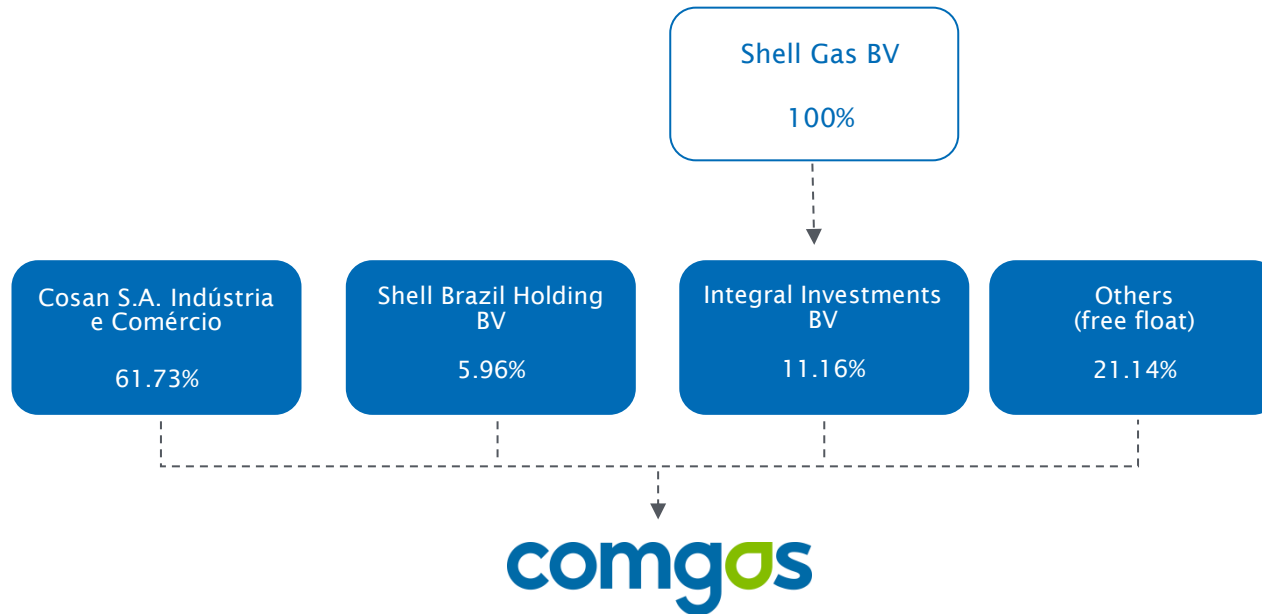 Shell Gas BV
100%
Cosan S.A. Indústria
e Comércio
61.73%
Shell Brazil Holding
BV
5.96%
Integral Investments
BV
11.16%
Others
(free float)
21.14%
comgas